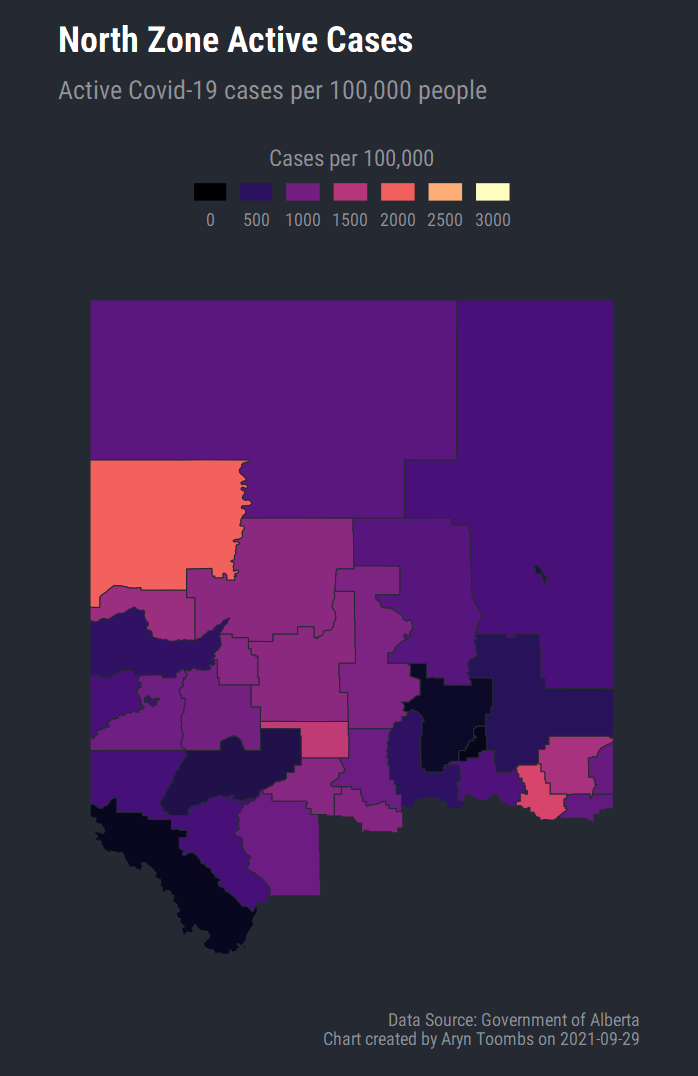 North Zone Active Cases
Active Covid-19 cases per 100,000 people
Cases per 100,000
0 500 1000 1500 2000 2500 3000
Data Source: Government of Alberta
Chart created by Aryn Toombs on 2021-09-29